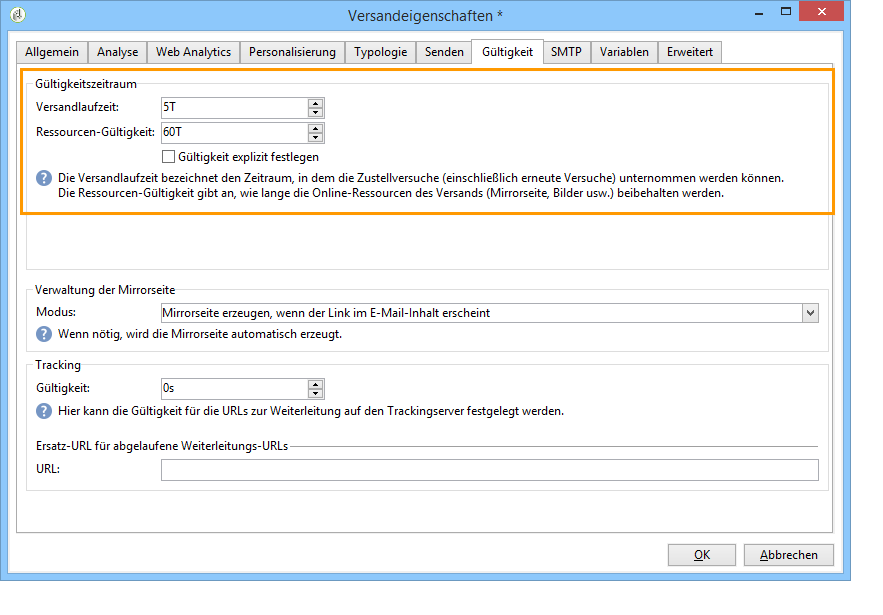 Versandeigenschaften *
Allgemein Analyse Web Analytics Personalisierung Typologie Senden Gültigkeit SMTP Variablen Erweitert
Gültigkeitszeitraum
Versandlaufzeit: 5T
Ressourcen-Gültigkeit: 60T
Gültigkeit explizit festlegen
? Die Versandlaufzeit bezeichnet den Zeitraum, in dem die Zustellversuche (einschließlich erneute Versuche) unternommen werden können.
Die Ressourcen-Gültigkeit gibt an, wie lange die Online-Ressourcen des Versands (Mirrorseite, Bilder usw.) beibehalten werden.
Verwaltung der Mirrorseite
Modus: Mirrorseite erzeugen, wenn der Link im E-Mail-Inhalt erscheint
? Wenn nötig, wird die Mirrorseite automatisch erzeugt.
Tracking
Gültigkeit: 0s
? Hier kann die Gültigkeit für die URLs zur Weiterleitung auf den Trackingserver festgelegt werden.
Ersatz-URL für abgelaufene Weiterleitungs-URLs
URL:
OK Abbrechen